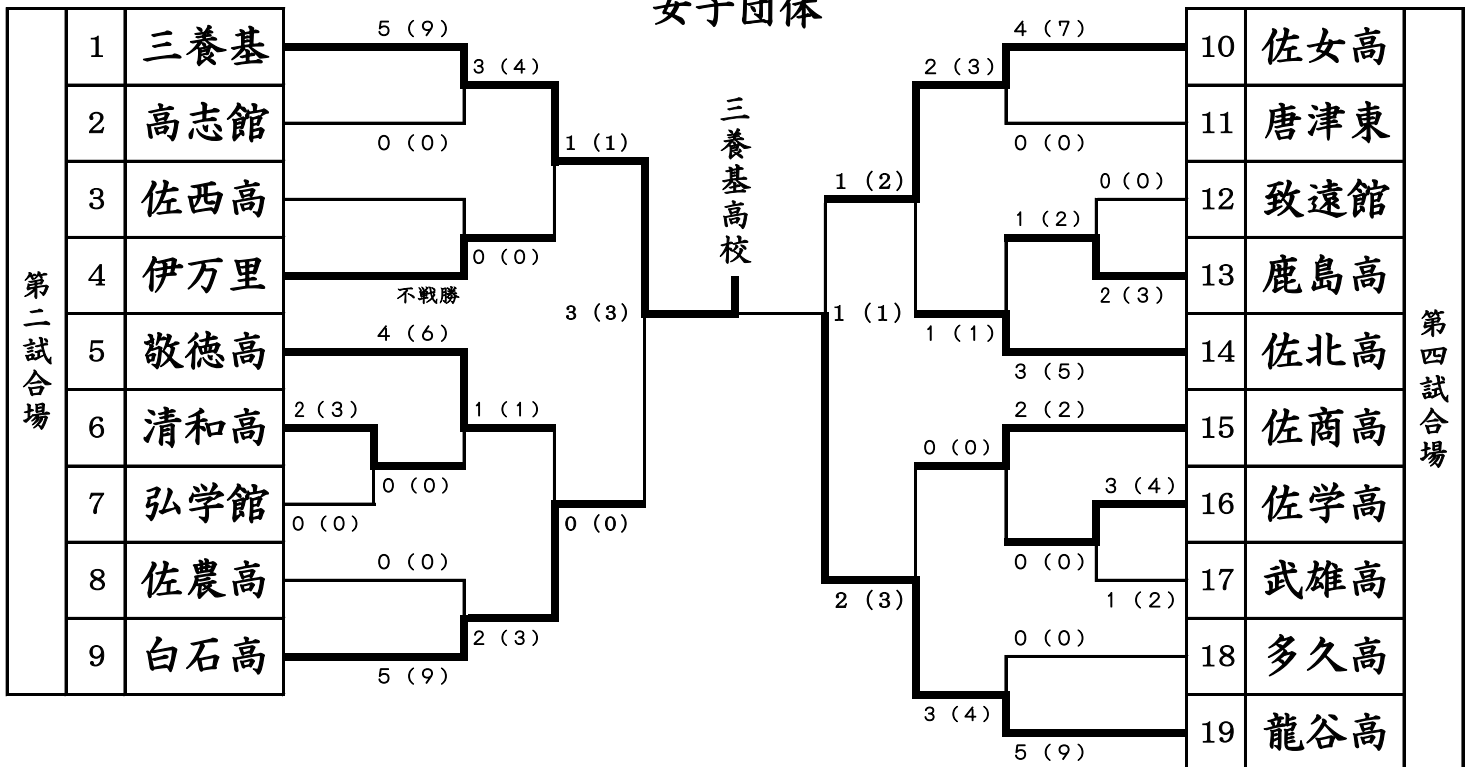 女子団体
第二試合場
1 三養基
2 高志館
3 佐西高
4 伊万里
5 敬徳高
6 清和高
7 弘学館
8 佐農高
9 白石高
5 (9)
0 (0)
不戦勝
4 (6)
2 (3)
0 (0)
0 (0)
0 (0)
5 (9)
3 (4)
0 (0)
1 (1)
2 (3)
1 (1)
0 (0)
3 (3)
三養基高校
1 (1)
1 (2)
2 (3)
2 (3)
1 (1)
0 (0)
3 (4)
4 (7)
0 (0)
1 (2)
0 (0)
2 (3)
3 (5)
2 (2)
3 (4)
0 (0)
1 (2)
0 (0)
5 (9)
10 佐女高
11 唐津東
12 致遠館
13 鹿島高
14 佐北高
15 佐商高
16 佐学高
17 武雄高
18 多久高
19 龍谷高
第四試合場